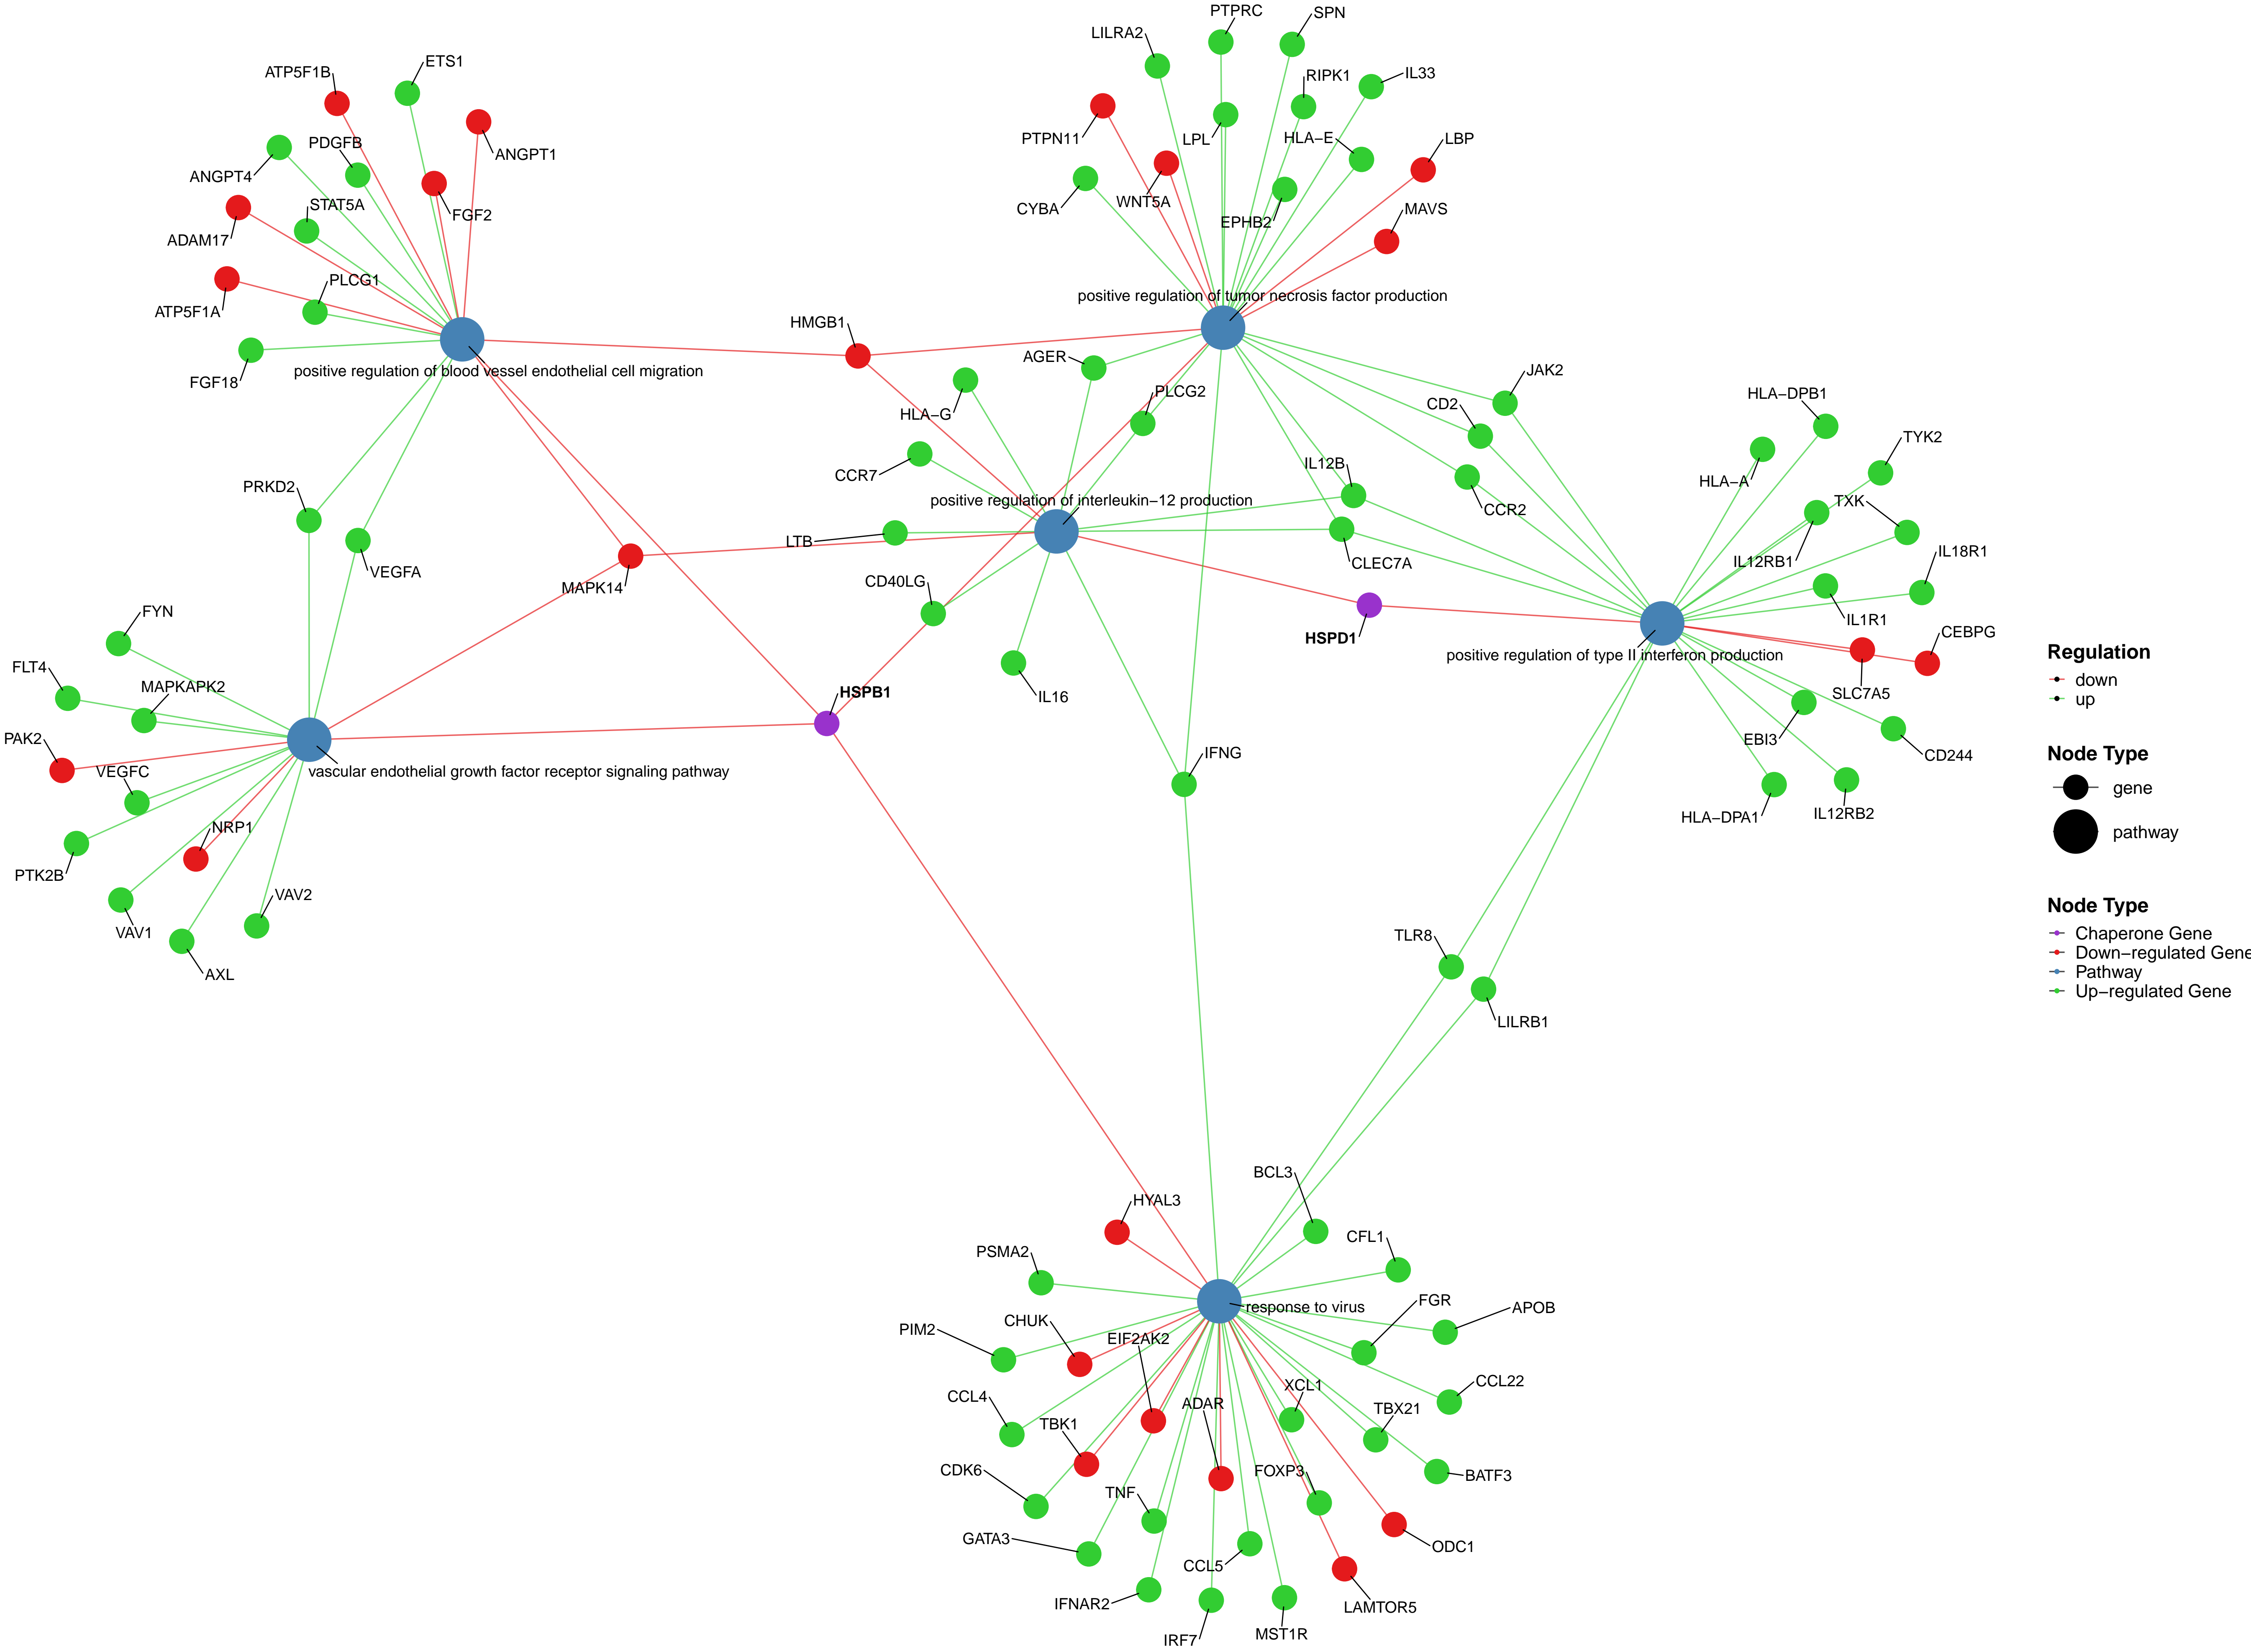 PTPRC
SPN
LILRA2
ETS1
ATP5F1B
RIPK1
IL33
PTPN11
LPL
HLA−E
LBP
PDGFB
ANGPT1
ANGPT4
STAT5A
FGF2
CYBA
WNT5A
EPHB2
MAVS
ADAM17
PLCG1
ATP5F1A
positive regulation of tumor necrosis factor production
HMGB1
AGER
FGF18
positive regulation of blood vessel endothelial cell migration
JAK2
PLCG2
HLA−G
CD2
HLA−DPB1
TYK2
CCR7
IL12B
HLA−A
PRKD2
positive regulation of interleukin−12 production
TXK
CCR2
LTB
IL18R1
VEGFA
MAPK14
CD40LG
CLEC7A
IL12RB1
FYN
HSPD1
IL1R1
CEBPG
FLT4
positive regulation of type II interferon production
MAPKAPK2
HSPB1
IL16
SLC7A5
PAK2
EBI3
VEGFC
vascular endothelial growth factor receptor signaling pathway
IFNG
CD244
NRP1
HLA−DPA1
IL12RB2
PTK2B
VAV2
VAV1
AXL
TLR8
LILRB1
BCL3
HYAL3
CFL1
PSMA2
response to virus
FGR
APOB
CHUK
PIM2
EIF2AK2
XCL1
CCL22
CCL4
ADAR
TBX21
TBK1
CDK6
FOXP3
BATF3
TNF
GATA3
ODC1
CCL5
IFNAR2
LAMTOR5
IRF7
MST1R
Regulation
down
up
Node Type
gene
pathway
Node Type
Chaperone Gene
Down−regulated Gene
Pathway
Up−regulated Gene